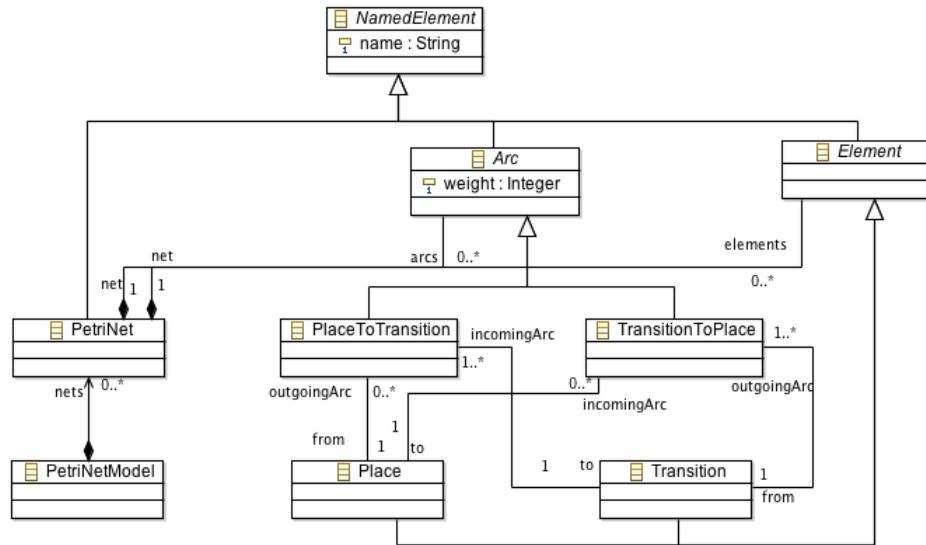 NamedElement
name : String
Arc
weight : Integer
Element
net
arcs
0..*
elements
net
1
1
0..*
PetriNet
PlaceToTransition
incomingArc
TransitionToPlace
1..*
1..*
nets
0..*
outgoingArc
0..*
0..*
incomingArc
outgoingArc
from
1
1
to
PetriNetModel
Place
1
to
Transition
1
from